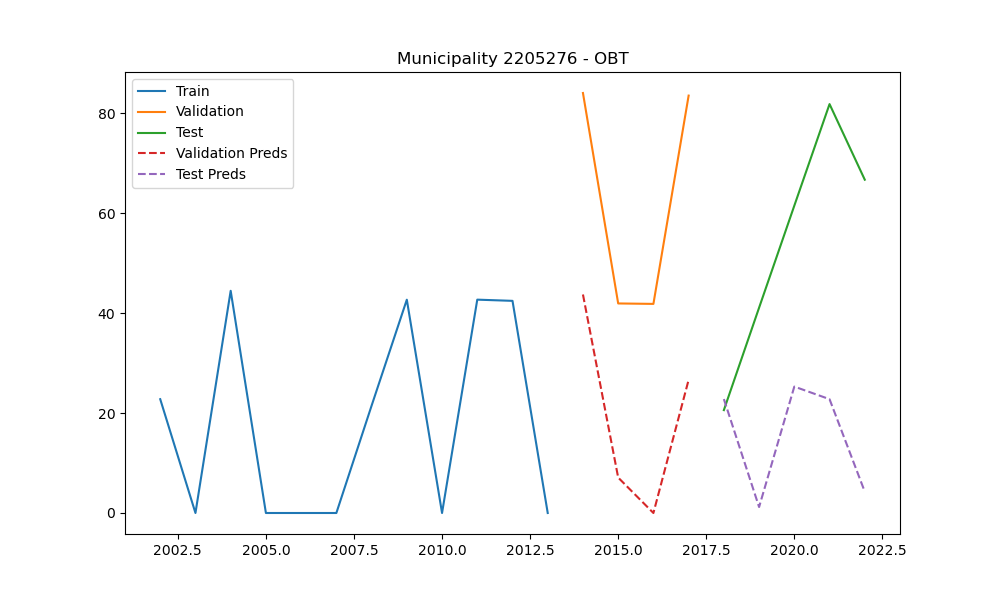 Municipality 2205276 - OBT
Train
Validation
Test
Validation Preds
Test Preds
80
60
40
20
0
2002.5 2005.0 2007.5 2010.0 2012.5 2015.0 2017.5 2020.0 2022.5